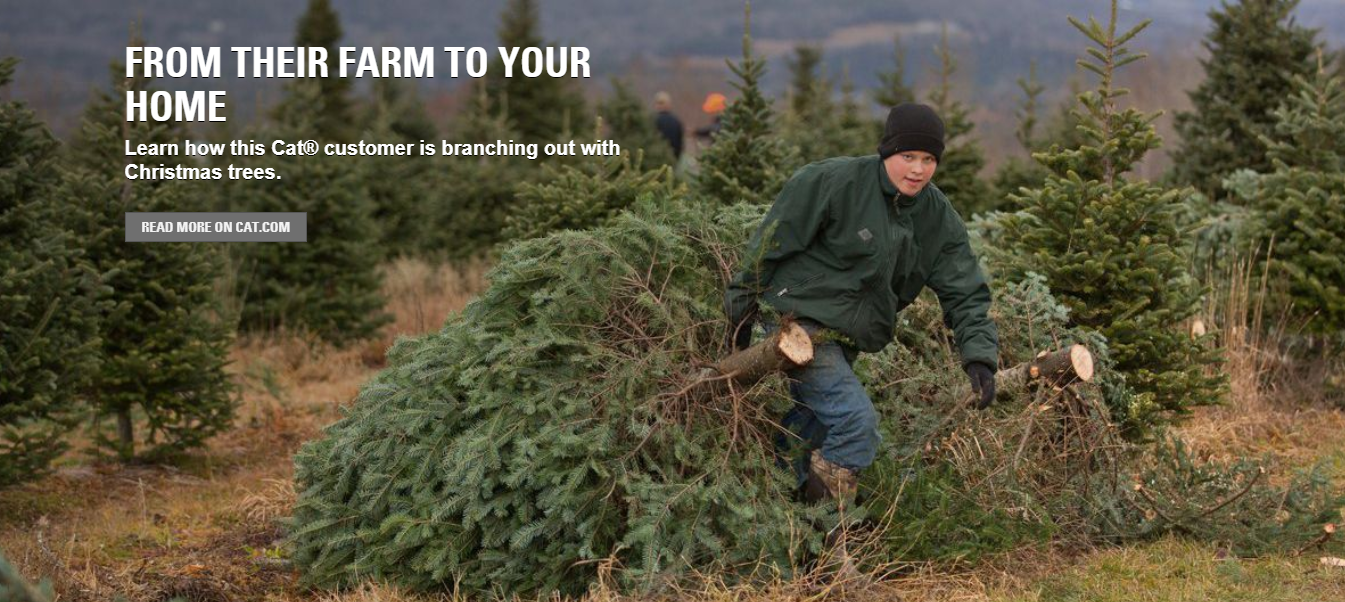 FROM THEIR FARM TO YOUR
HOME
Learn how this Cat® customer is branching out with
Christmas trees.
READ MORE ON CAT.COM